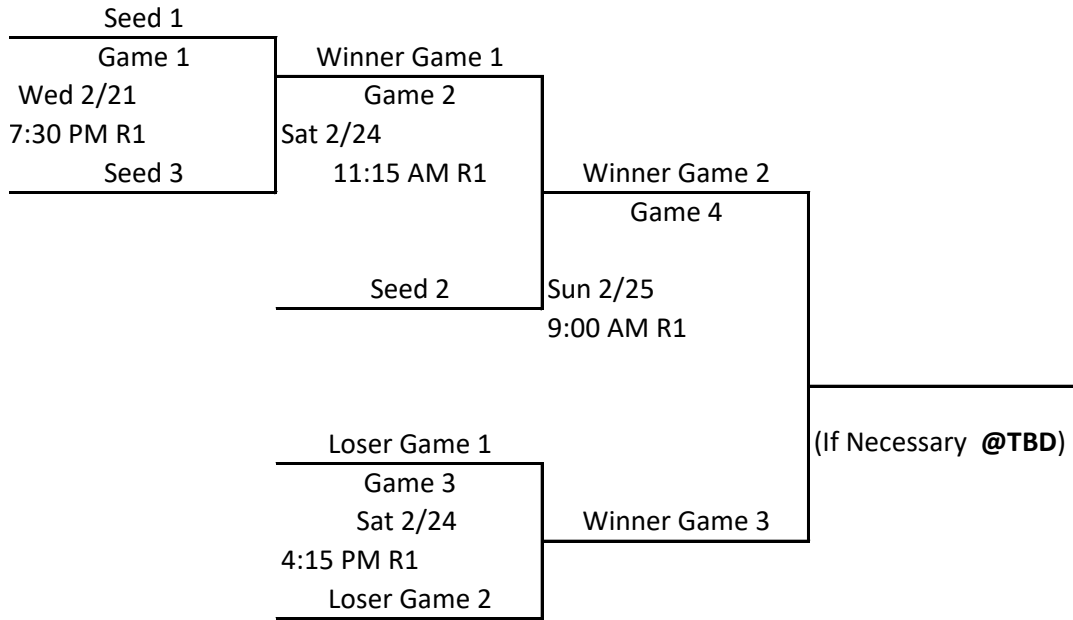 Seed 1
Game 1
Winner Game 1
Wed 2/21
Game 2
7:30 PM R1
Sat 2/24
Seed 3
11:15 AM R1
Winner Game 2
Game 4
Seed 2
Sun 2/25
9:00 AM R1
Loser Game 1
(If Necessary @TBD)
Game 3
Sat 2/24
Winner Game 3
4:15 PM R1
Loser Game 2